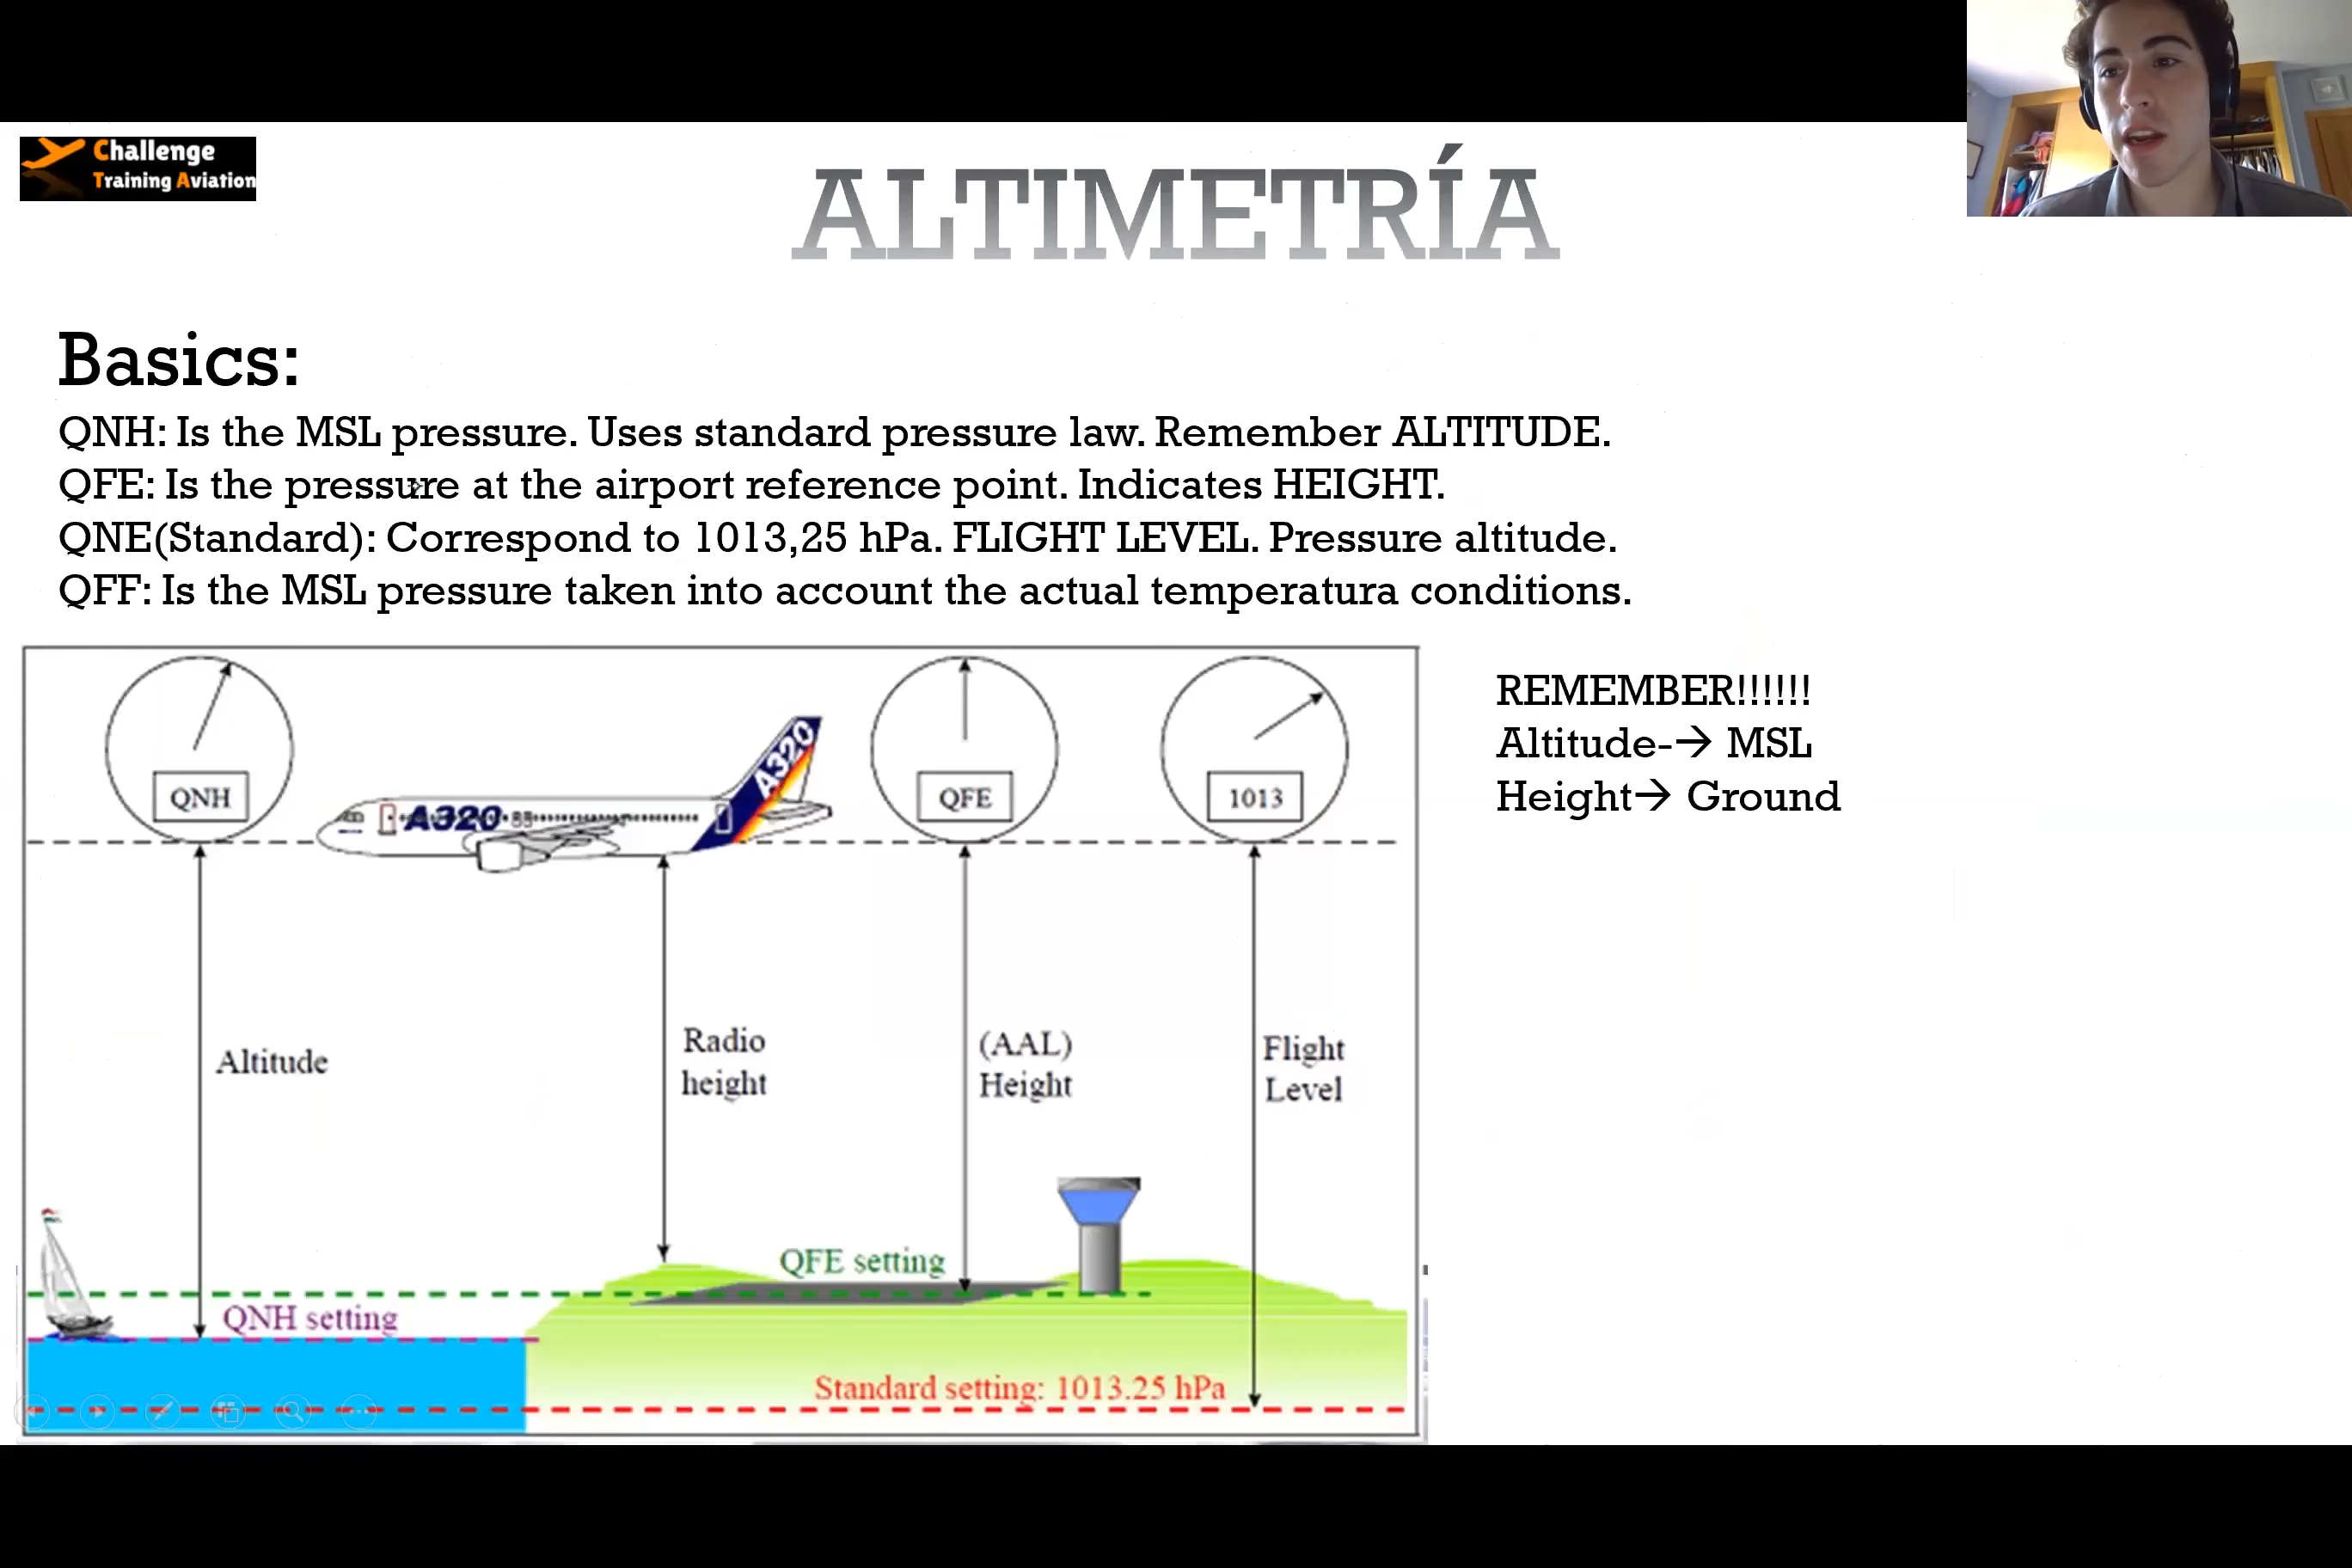 Challenge
Training Aviation
ALTIMETRÍA
Basics:
QNH: Is the MSL pressure. Uses standard pressure law. Remember ALTITUDE.
QFE: Is the pressure at the airport reference point. Indicates HEIGHT.
QNE(Standard): Correspond to 1013,25 hPa. FLIGHT LEVEL. Pressure altitude.
QFF: Is the MSL pressure taken into account the actual temperatura conditions.
REMEMBER!!!!!!
Altitude-→ MSL
Height→ Ground
QNH
A320
A320
QFE
1013
Altitude
Radio
height
(AAL)
Height
Flight
Level
QFE setting
QNH setting
Standard setting: 1013.25 hPa